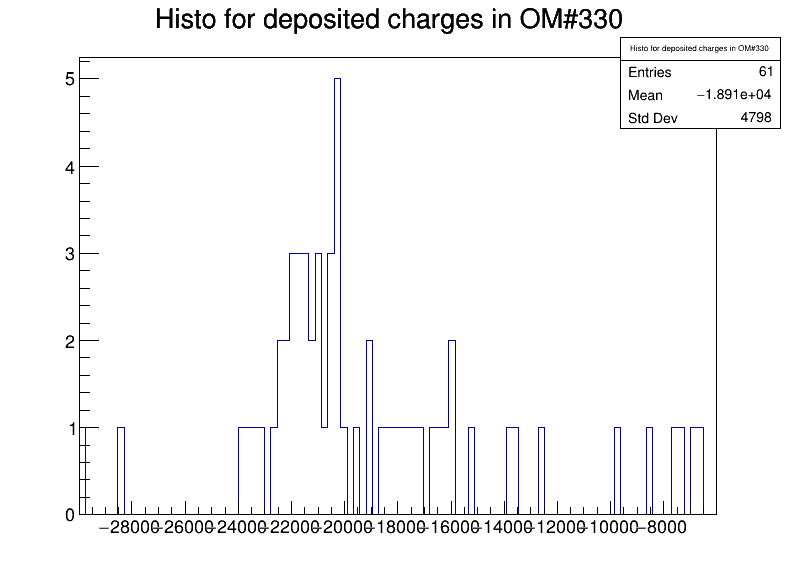 Histo for deposited charges in OM#330
Histo for deposited charges in OM#330
Entries 61
Mean −1.891e+04
Std Dev 4798
5
4
3
2
1
0
−28000 −26000 −24000 −22000 −20000 −18000 −16000 −14000 −12000 −10000 −8000